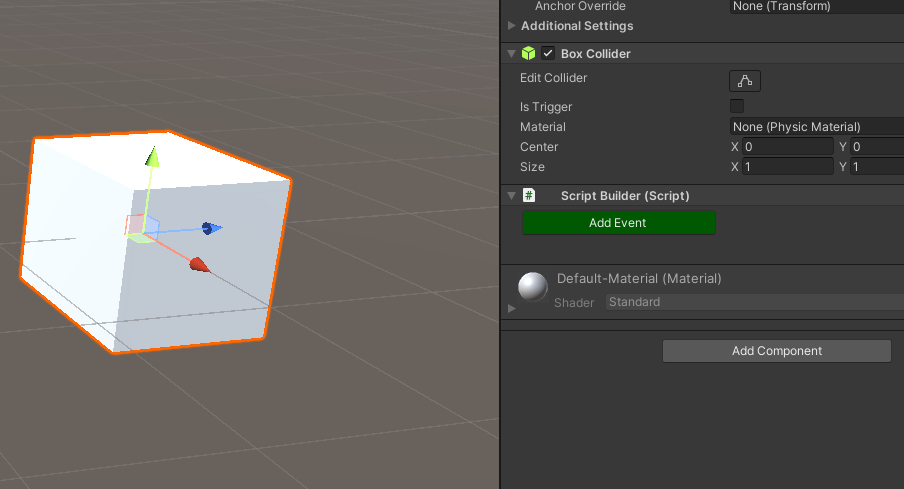 Anchor Override None (Transform)
Additional Settings
Box Collider
Edit Collider
Is Trigger
Material None (Physic Material)
Center X 0 Y 0
Size X 1 Y 1
# Script Builder (Script)
Add Event
Default-Material (Material)
Shader Standard
Add Component